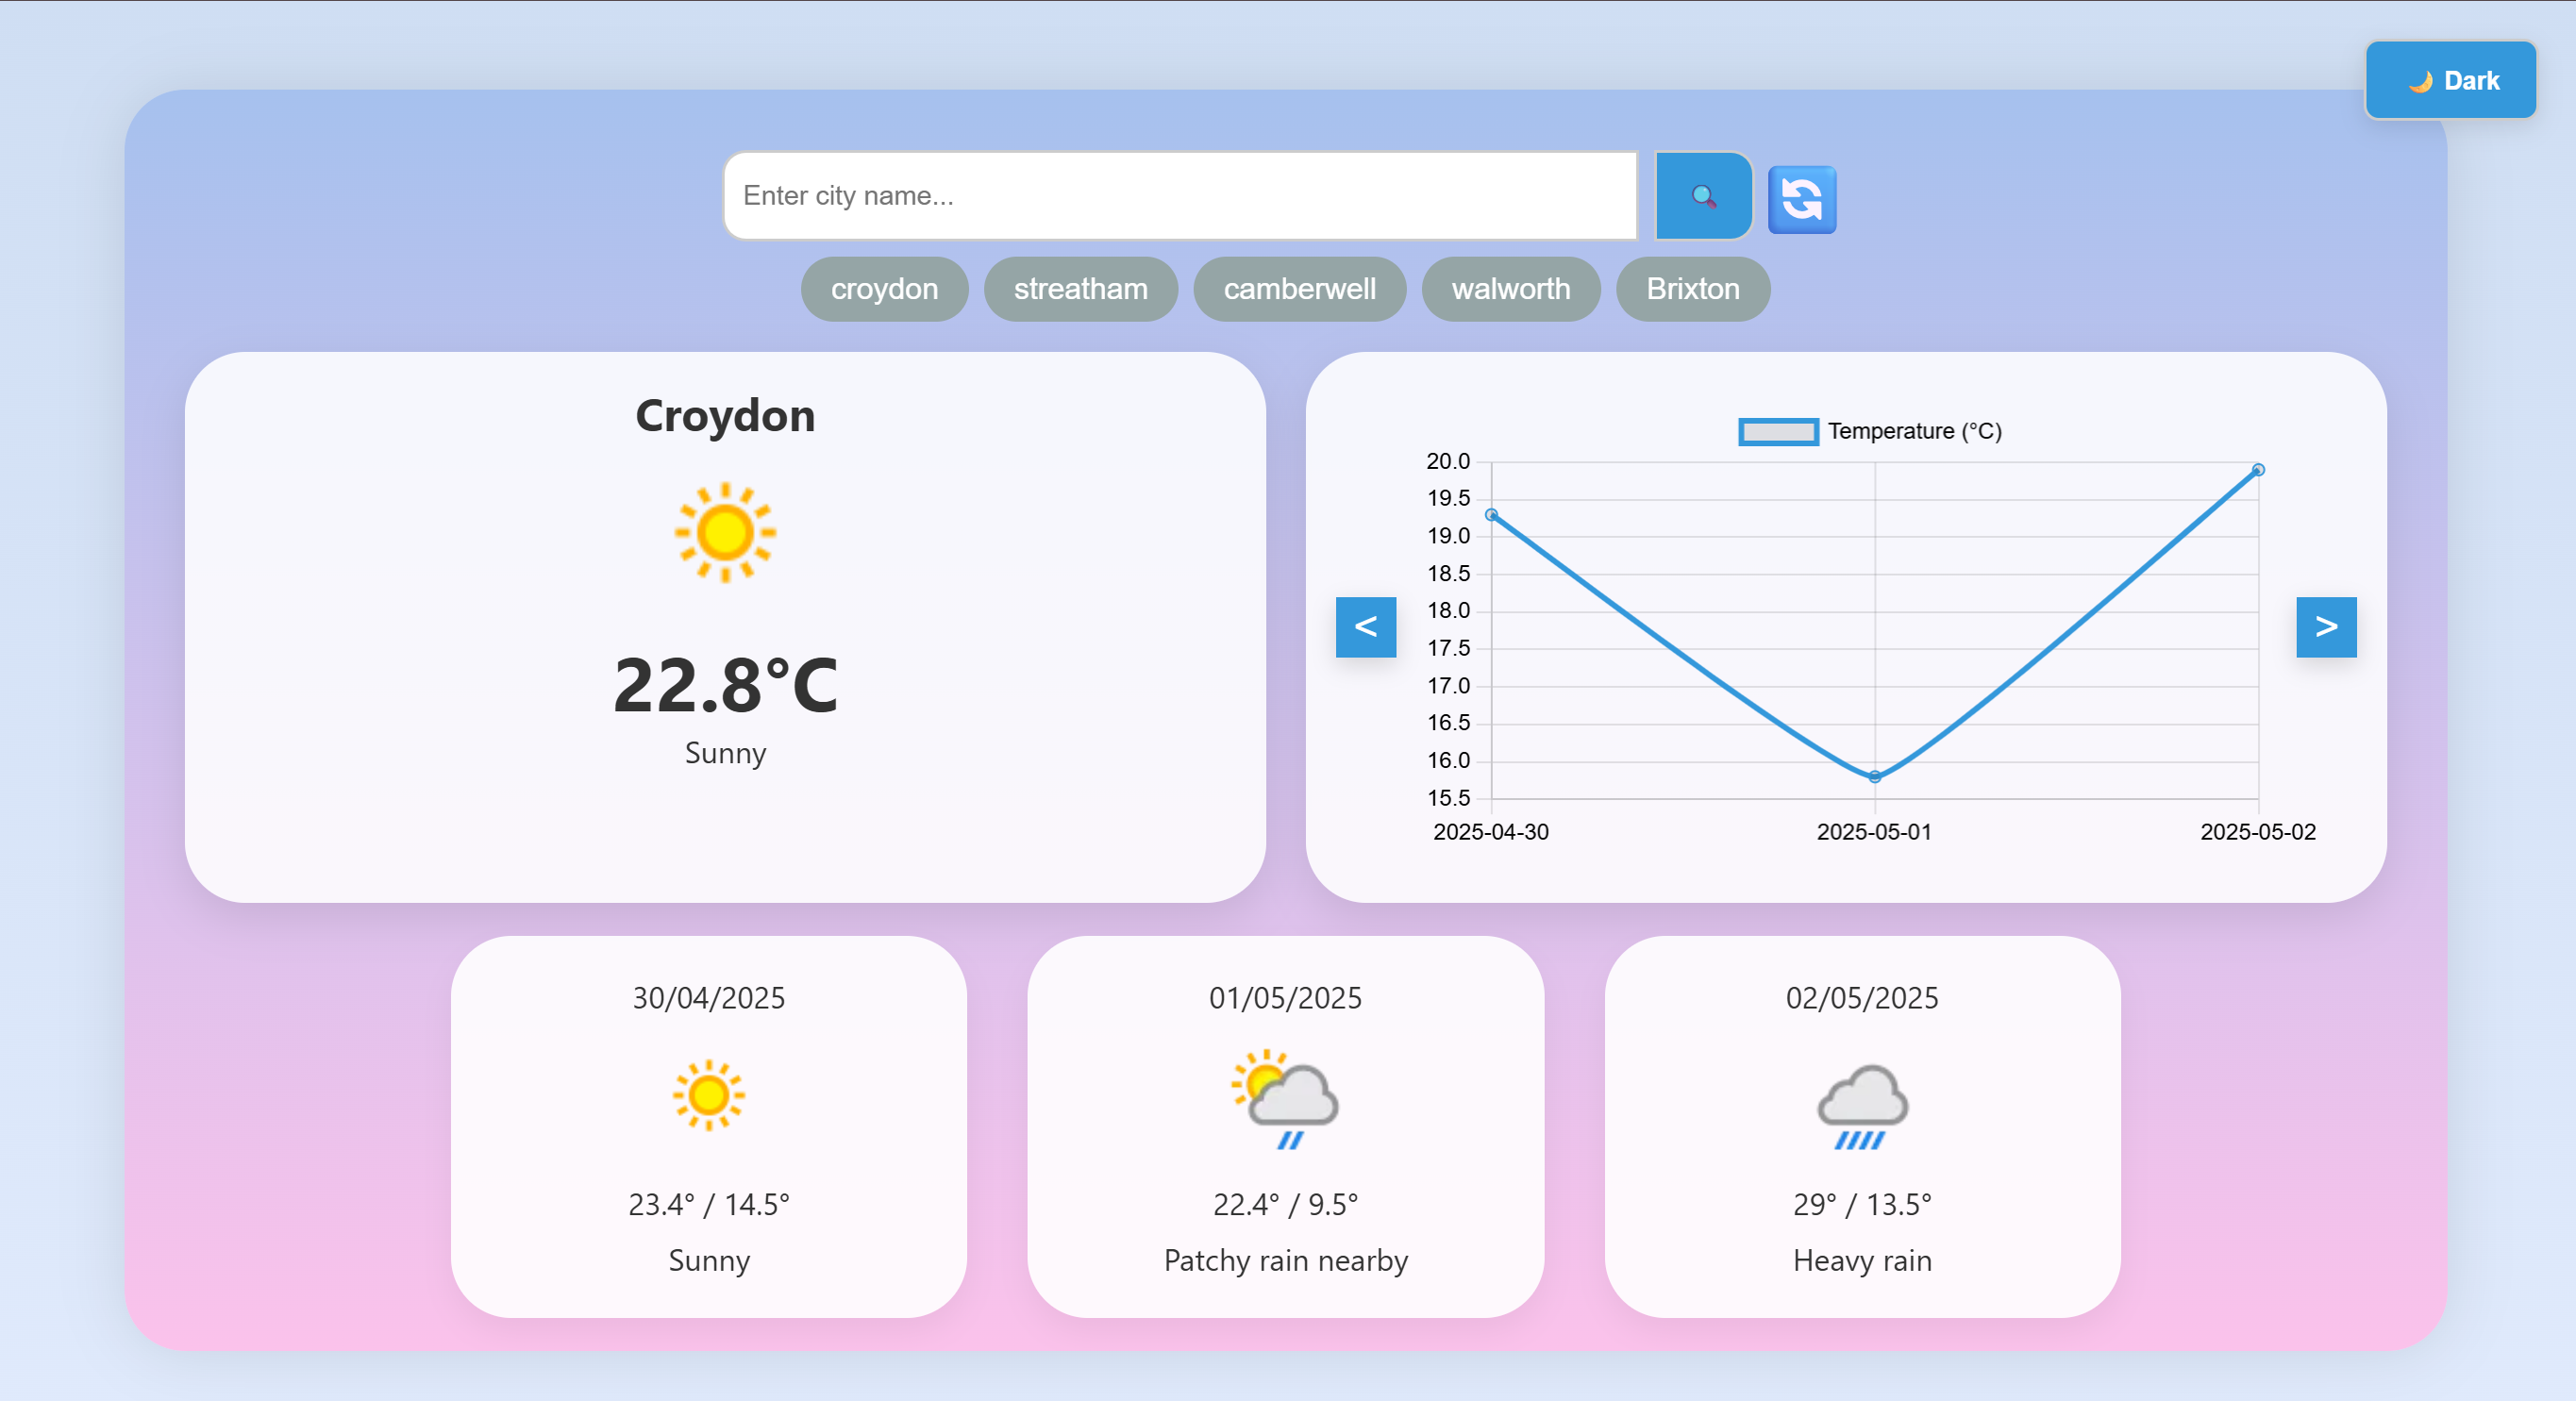 🌙 Dark
Enter city name...
croydon streatham camberwell walworth Brixton
Croydon
22.8°C
Sunny
Temperature (°C)
20.0
19.5
19.0
18.5
18.0
17.5
17.0
16.5
16.0
15.5
2025-04-30 2025-05-01 2025-05-02
< >
30/04/2025
23.4° / 14.5°
Sunny
01/05/2025
22.4° / 9.5°
Patchy rain nearby
02/05/2025
29° / 13.5°
Heavy rain